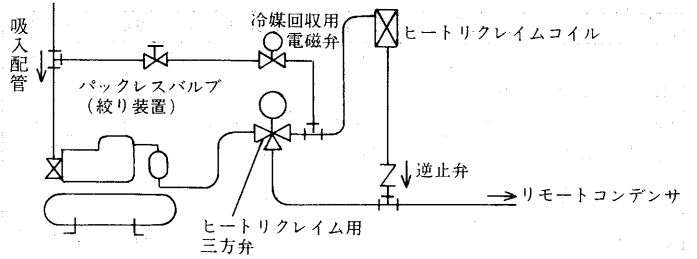 吸入配管
冷媒回収用
電磁弁
ヒートリクレイムコイル
パックレスバルブ
(絞り装置)
逆止弁
リモートコンデンサ
ヒートリクレイム用
三方弁